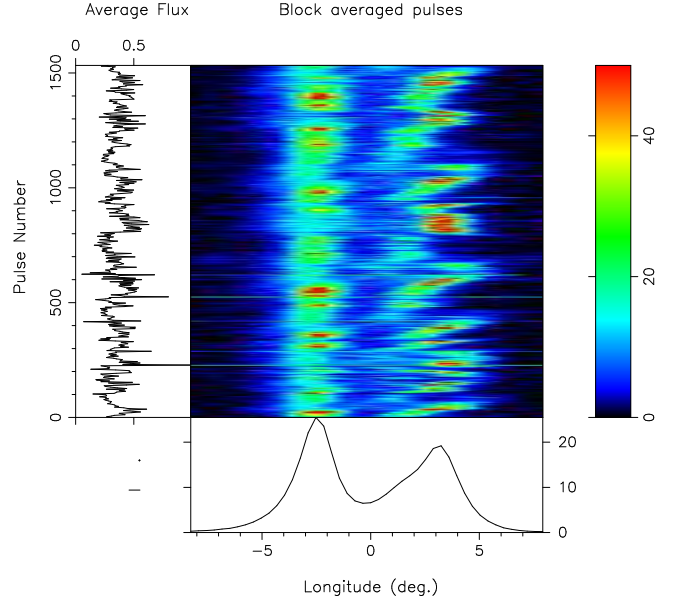 Average Flux
Block averaged pulses
0 0.5
1500
1000
500
0
Pulse Number
40
20
0
20
10
0
−5 0 5
Longitude (deg.)